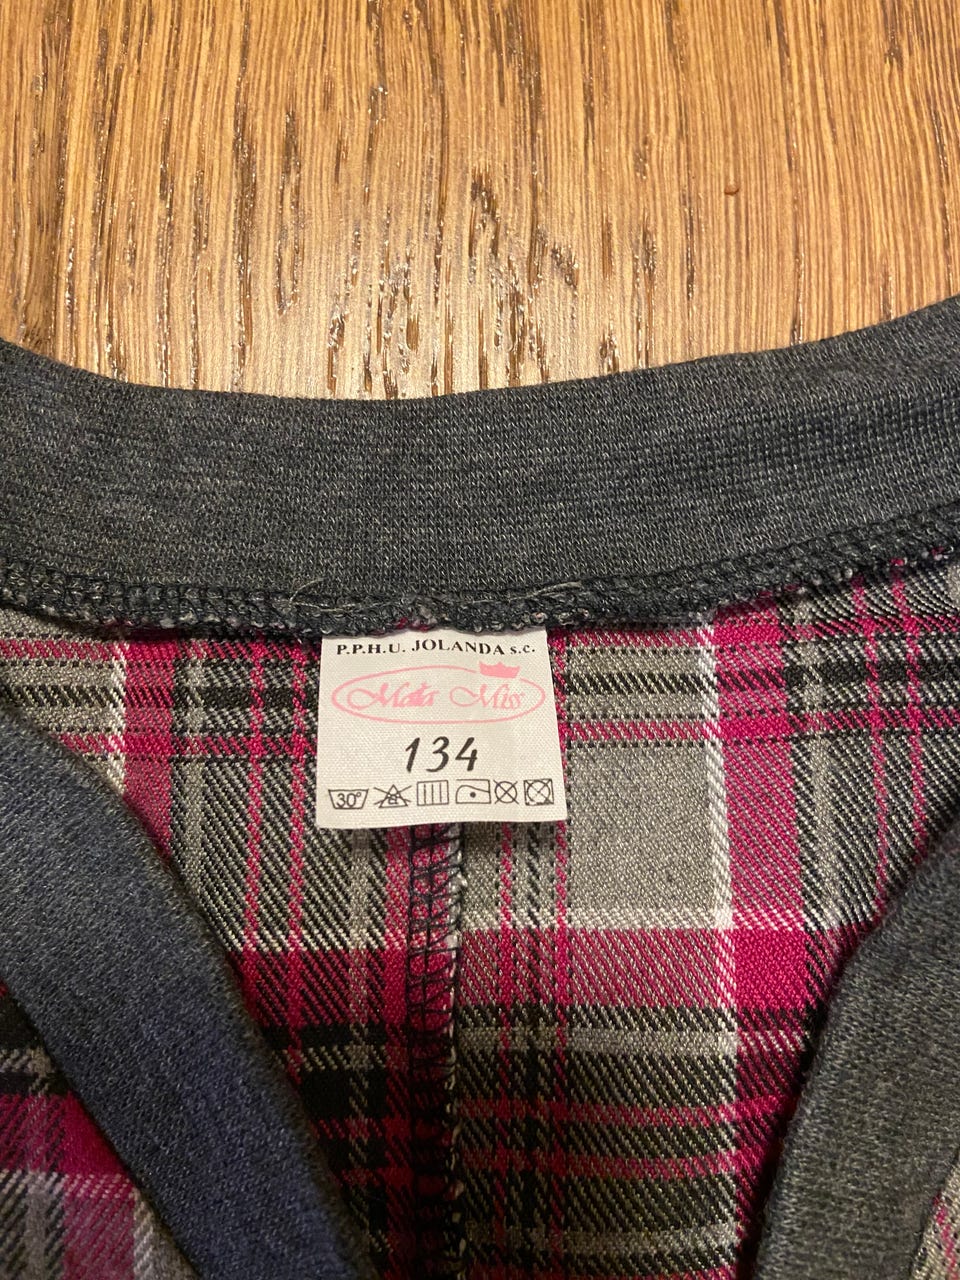 P.P.H.U. JOLANDA s.c.
Mała Miss
134
30°